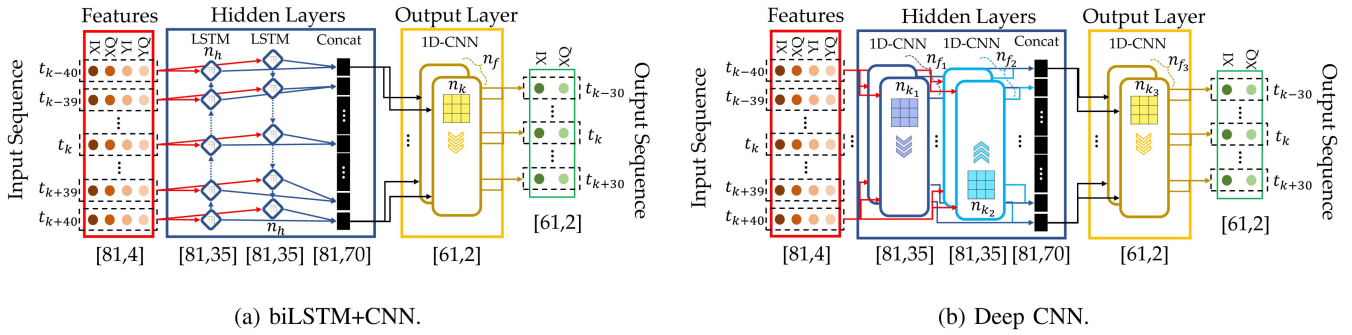 Features
Hidden Layers
Output Layer
XI XQ YI YQ
LSTM
LSTM
Concat
1D-CNN
n_h
n_f
n_k
XI XQ
Input Sequence
t_{k-40}
t_{k-39}
t_k
t_{k+39}
t_{k+40}
n_h
t_{k-30}
t_k
t_{k+30}
Output Sequence
[61,2]
[81,4]
[81,35]
[81,35]
[81,70]
[61,2]
(a) biLSTM+CNN.
Features
Hidden Layers
Output Layer
XI XQ YI YQ
1D-CNN
1D-CNN
Concat
1D-CNN
n_{f_1}
n_{f_2}
n_{f_3}
n_{k_1}
n_{k_2}
n_{k_3}
XI XQ
Input Sequence
t_{k-40}
t_{k-39}
t_k
t_{k+39}
t_{k+40}
t_{k-30}
t_k
t_{k+30}
Output Sequence
[61,2]
[81,4]
[81,35]
[81,35]
[81,70]
[61,2]
(b) Deep CNN.